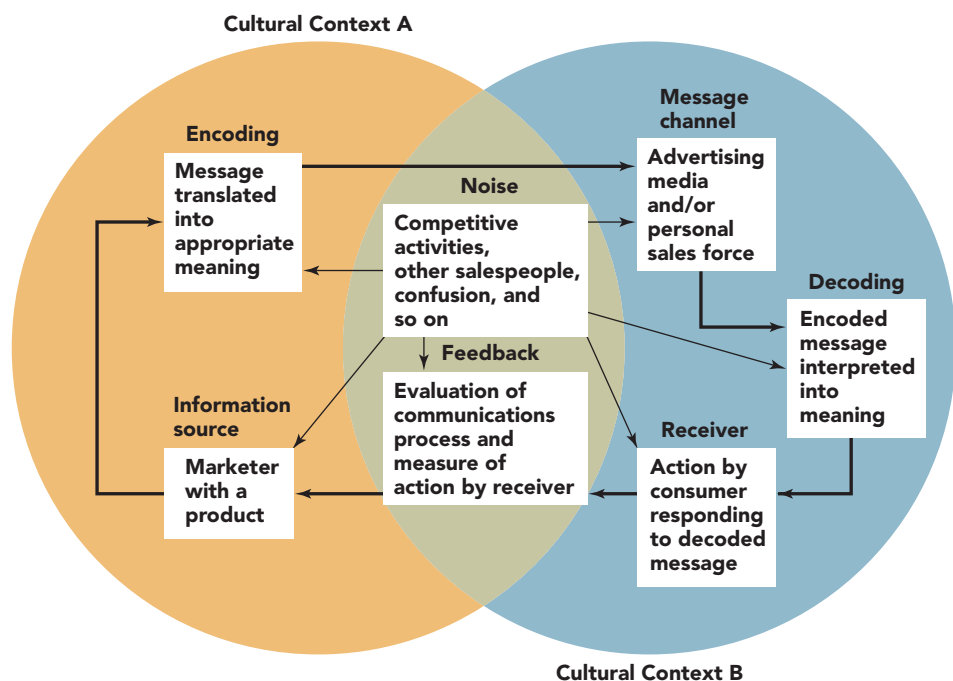 Cultural Context A
Encoding
Message
translated
into
appropriate
meaning
Noise
Competitive
activities,
other salespeople,
confusion, and
so on
Message
channel
Advertising
media
and/or
personal
sales force
Decoding
Encoded
message
interpreted
into
meaning
Information
source
Marketer
with a
product
Feedback
Evaluation of
communications
process and
measure of
action by receiver
Receiver
Action by
consumer
responding
to decoded
message
Cultural Context B